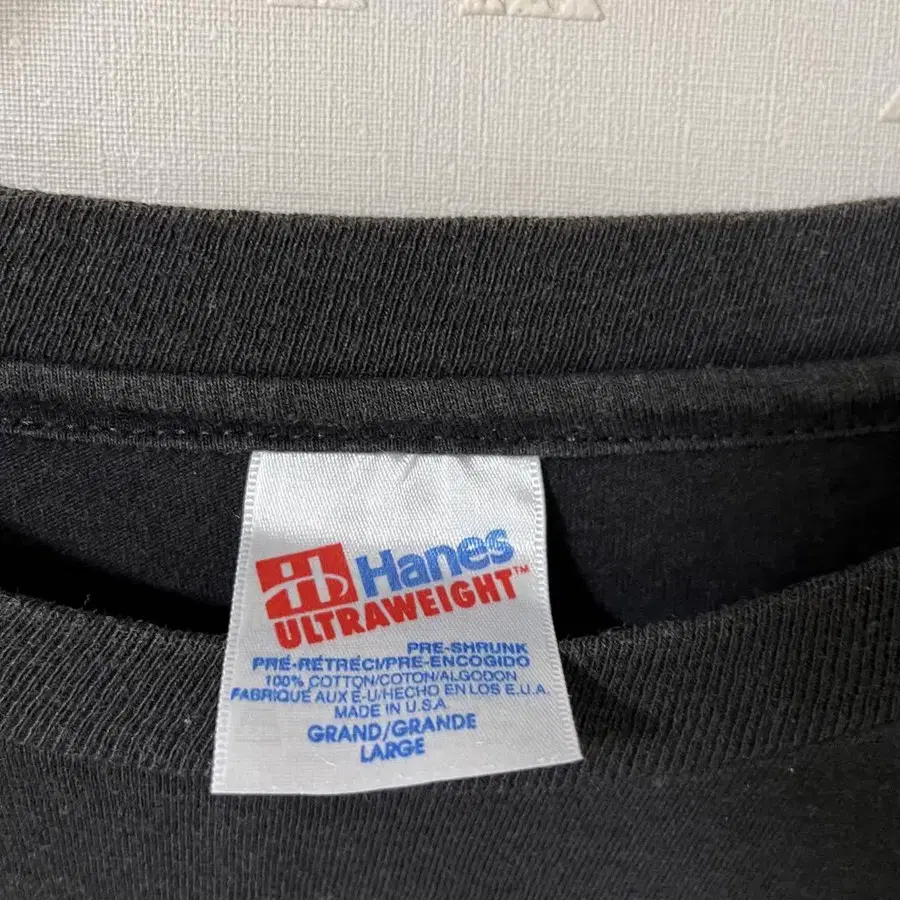 Hanes
ULTRAWEIGHT™
PRE-SHRUNK
PRÉ-RÉTRÉCI/PRE-ENCOGIDO
100% COTTON/COTON/ALGODON
FABRIQUÉ AUX É-U/HECHO EN LOS E.U.A.
MADE IN U.S.A.
GRAND/GRANDE
LARGE